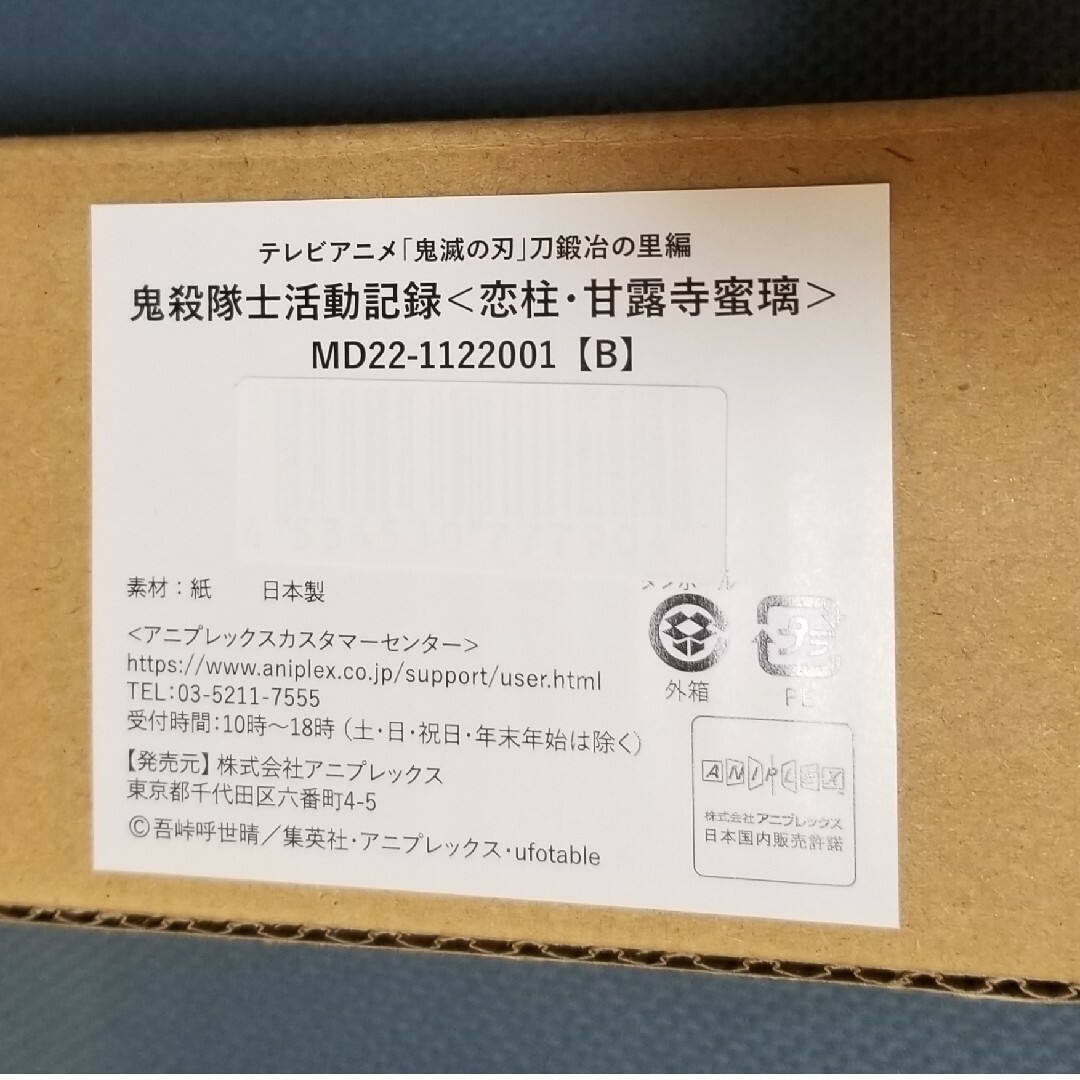 テレビアニメ「鬼滅の刃」刀鍛冶の里編
鬼殺隊士活動記録＜恋柱・甘露寺蜜璃＞
MD22-1122001【B】
素材：紙　日本製
ダンボール
外箱
プラ
＜アニプレックスカスタマーセンター＞
https://www.aniplex.co.jp/support/user.html
TEL:03-5211-7555
受付時間：10時～18時（土・日・祝日・年末年始は除く）
【発売元】株式会社アニプレックス
東京都千代田区六番町4-5
©吾峠呼世晴／集英社・アニプレックス・ufotable
ANIPLEX
株式会社アニプレックス
日本国内販売許諾